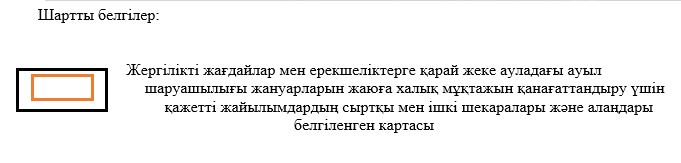 Шартты белгілер:
Жергілікті жағдайлар мен ерекшеліктерге қарай жеке ауладағы ауыл
шаруашылығы жануарларын жаюға халық мұқтажын қанағаттандыру үшін
қажетті жайылымдардың сыртқы мен ішкі шекаралары және алаңдары
белгіленген картасы